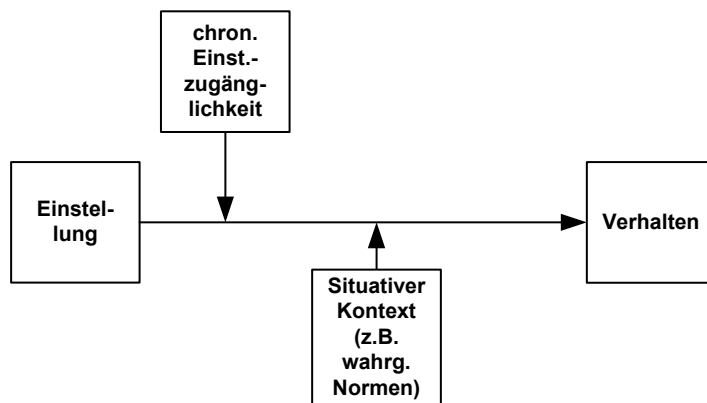 chron.
Einst.-
zugäng-
lichkeit
Einstel-
lung
Verhalten
Situativer
Kontext
(z.B.
wahrg.
Normen)